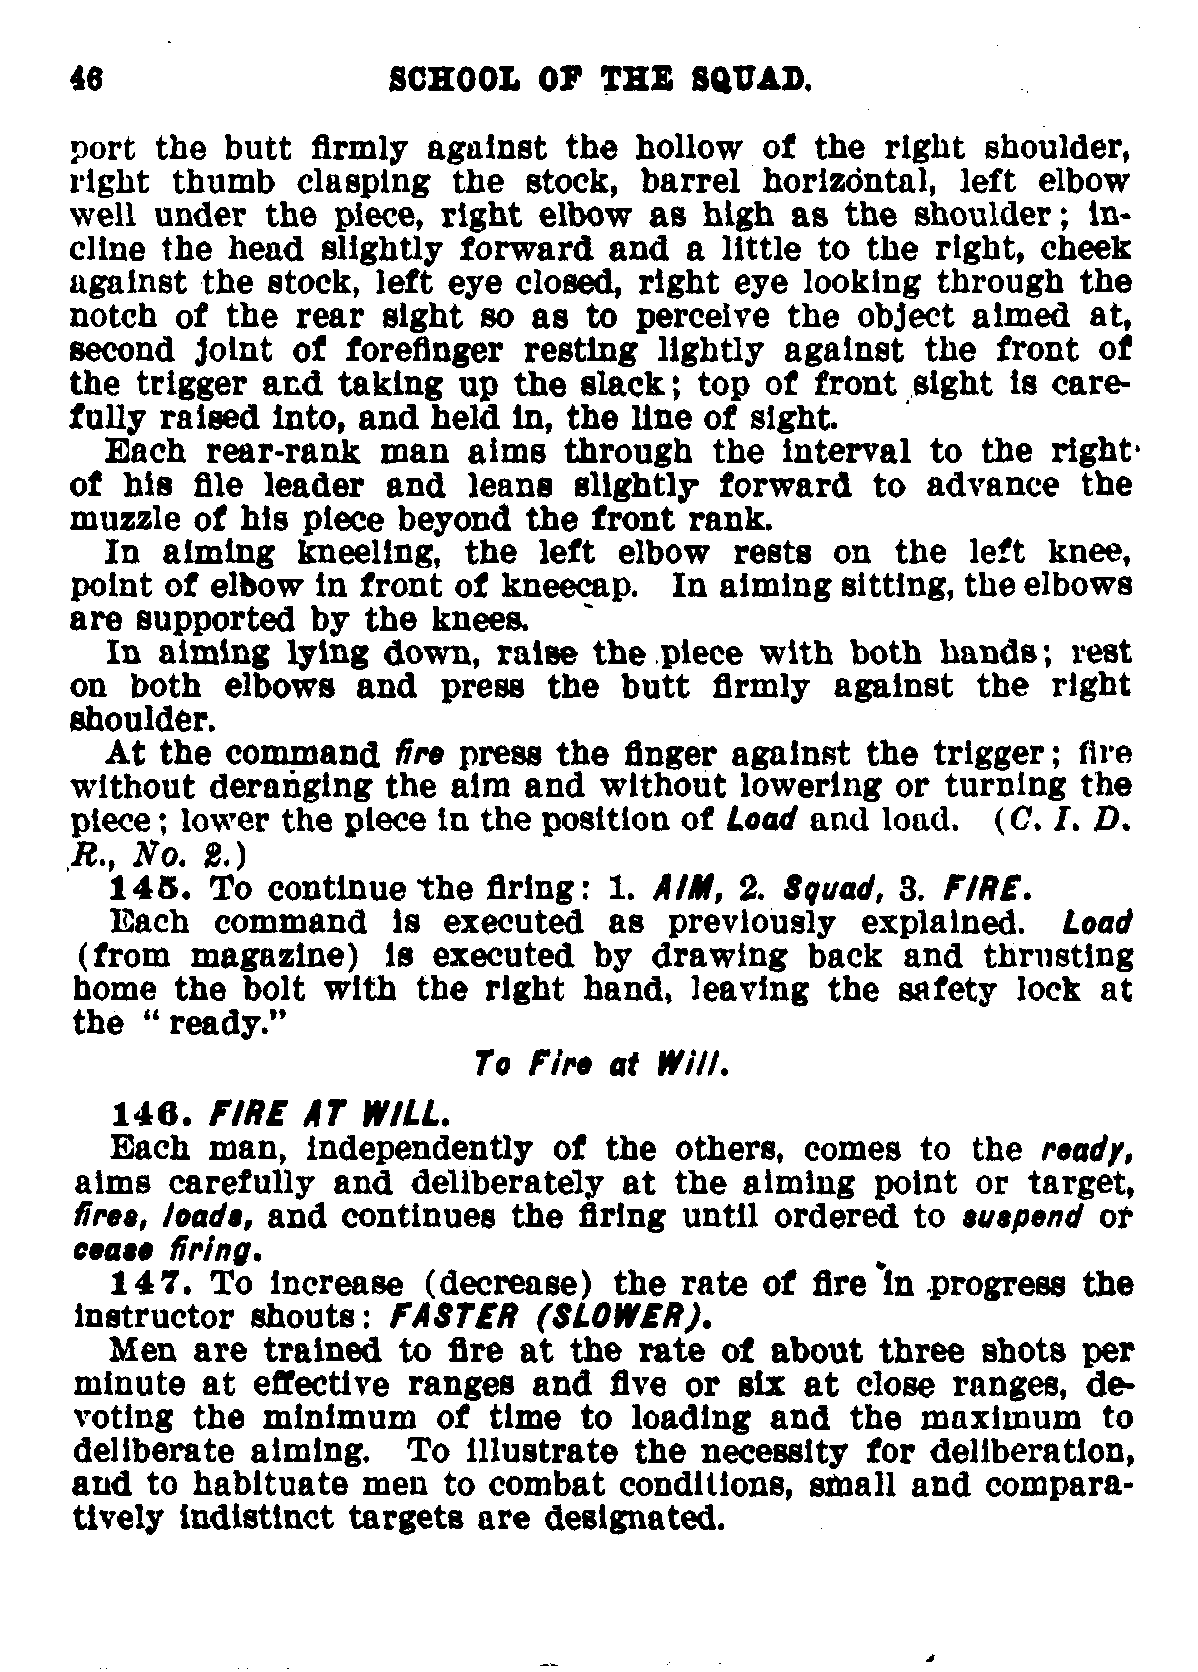 46 SCHOOL OF THE SQUAD.
port the butt firmly against the hollow of the right shoulder,
right thumb clasping the stock, barrel horizontal, left elbow
well under the piece, right elbow as high as the shoulder; in-
cline the head slightly forward and a little to the right, cheek
against the stock, left eye closed, right eye looking through the
notch of the rear sight so as to perceive the object aimed at,
second joint of forefinger resting lightly against the front of
the trigger and taking up the slack; top of front sight is care-
fully raised into, and held in, the line of sight.
Each rear-rank man aims through the interval to the right
of his file leader and leans slightly forward to advance the
muzzle of his piece beyond the front rank.
In aiming kneeling, the left elbow rests on the left knee,
point of elbow in front of kneecap. In aiming sitting, the elbows
are supported by the knees.
In aiming lying down, raise the piece with both hands; rest
on both elbows and press the butt firmly against the right
shoulder.
At the command fire press the finger against the trigger; fire
without deranging the aim and without lowering or turning the
piece; lower the piece in the position of Load and load. (C. I. D.
R., No. 2.)
145. To continue the firing: 1. AIM, 2. Squad, 3. FIRE.
Each command is executed as previously explained. Load
(from magazine) is executed by drawing back and thrusting
home the bolt with the right hand, leaving the safety lock at
the "ready."
To Fire at Will.
146. FIRE AT WILL.
Each man, independently of the others, comes to the ready,
aims carefully and deliberately at the aiming point or target,
fires, loads, and continues the firing until ordered to suspend or
cease firing.
147. To increase (decrease) the rate of fire in progress the
instructor shouts: FASTER (SLOWER).
Men are trained to fire at the rate of about three shots per
minute at effective ranges and five or six at close ranges, de-
voting the minimum of time to loading and the maximum to
deliberate aiming. To illustrate the necessity for deliberation,
and to habituate men to combat conditions, small and compara-
tively indistinct targets are designated.